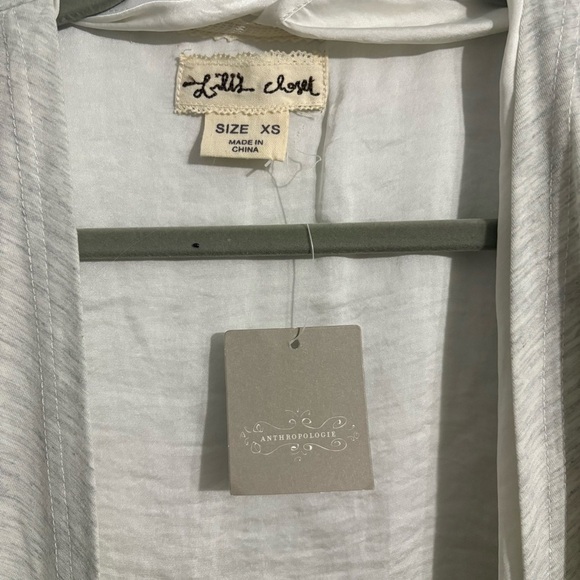 Lili's closet
SIZE XS
MADE IN
CHINA
ANTHROPOLOGIE